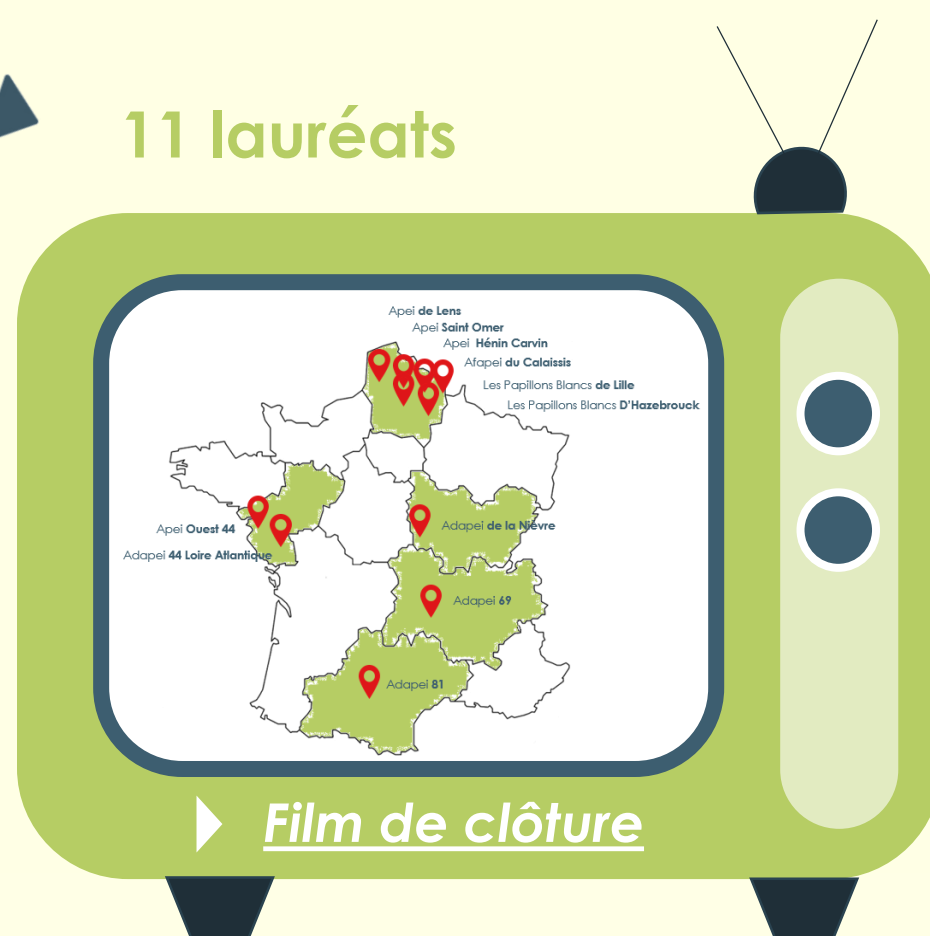 11 lauréats
Apei de Lens
Apei Saint Omer
Apei Hénin Carvin
Afapei du Calaissis
Les Papillons Blancs de Lille
Les Papillons Blancs D'Hazebrouck
Apei Ouest 44
Adapei de la Nièvre
Adapei 44 Loire Atlantique
Adapei 69
Adapei 81
Film de clôture